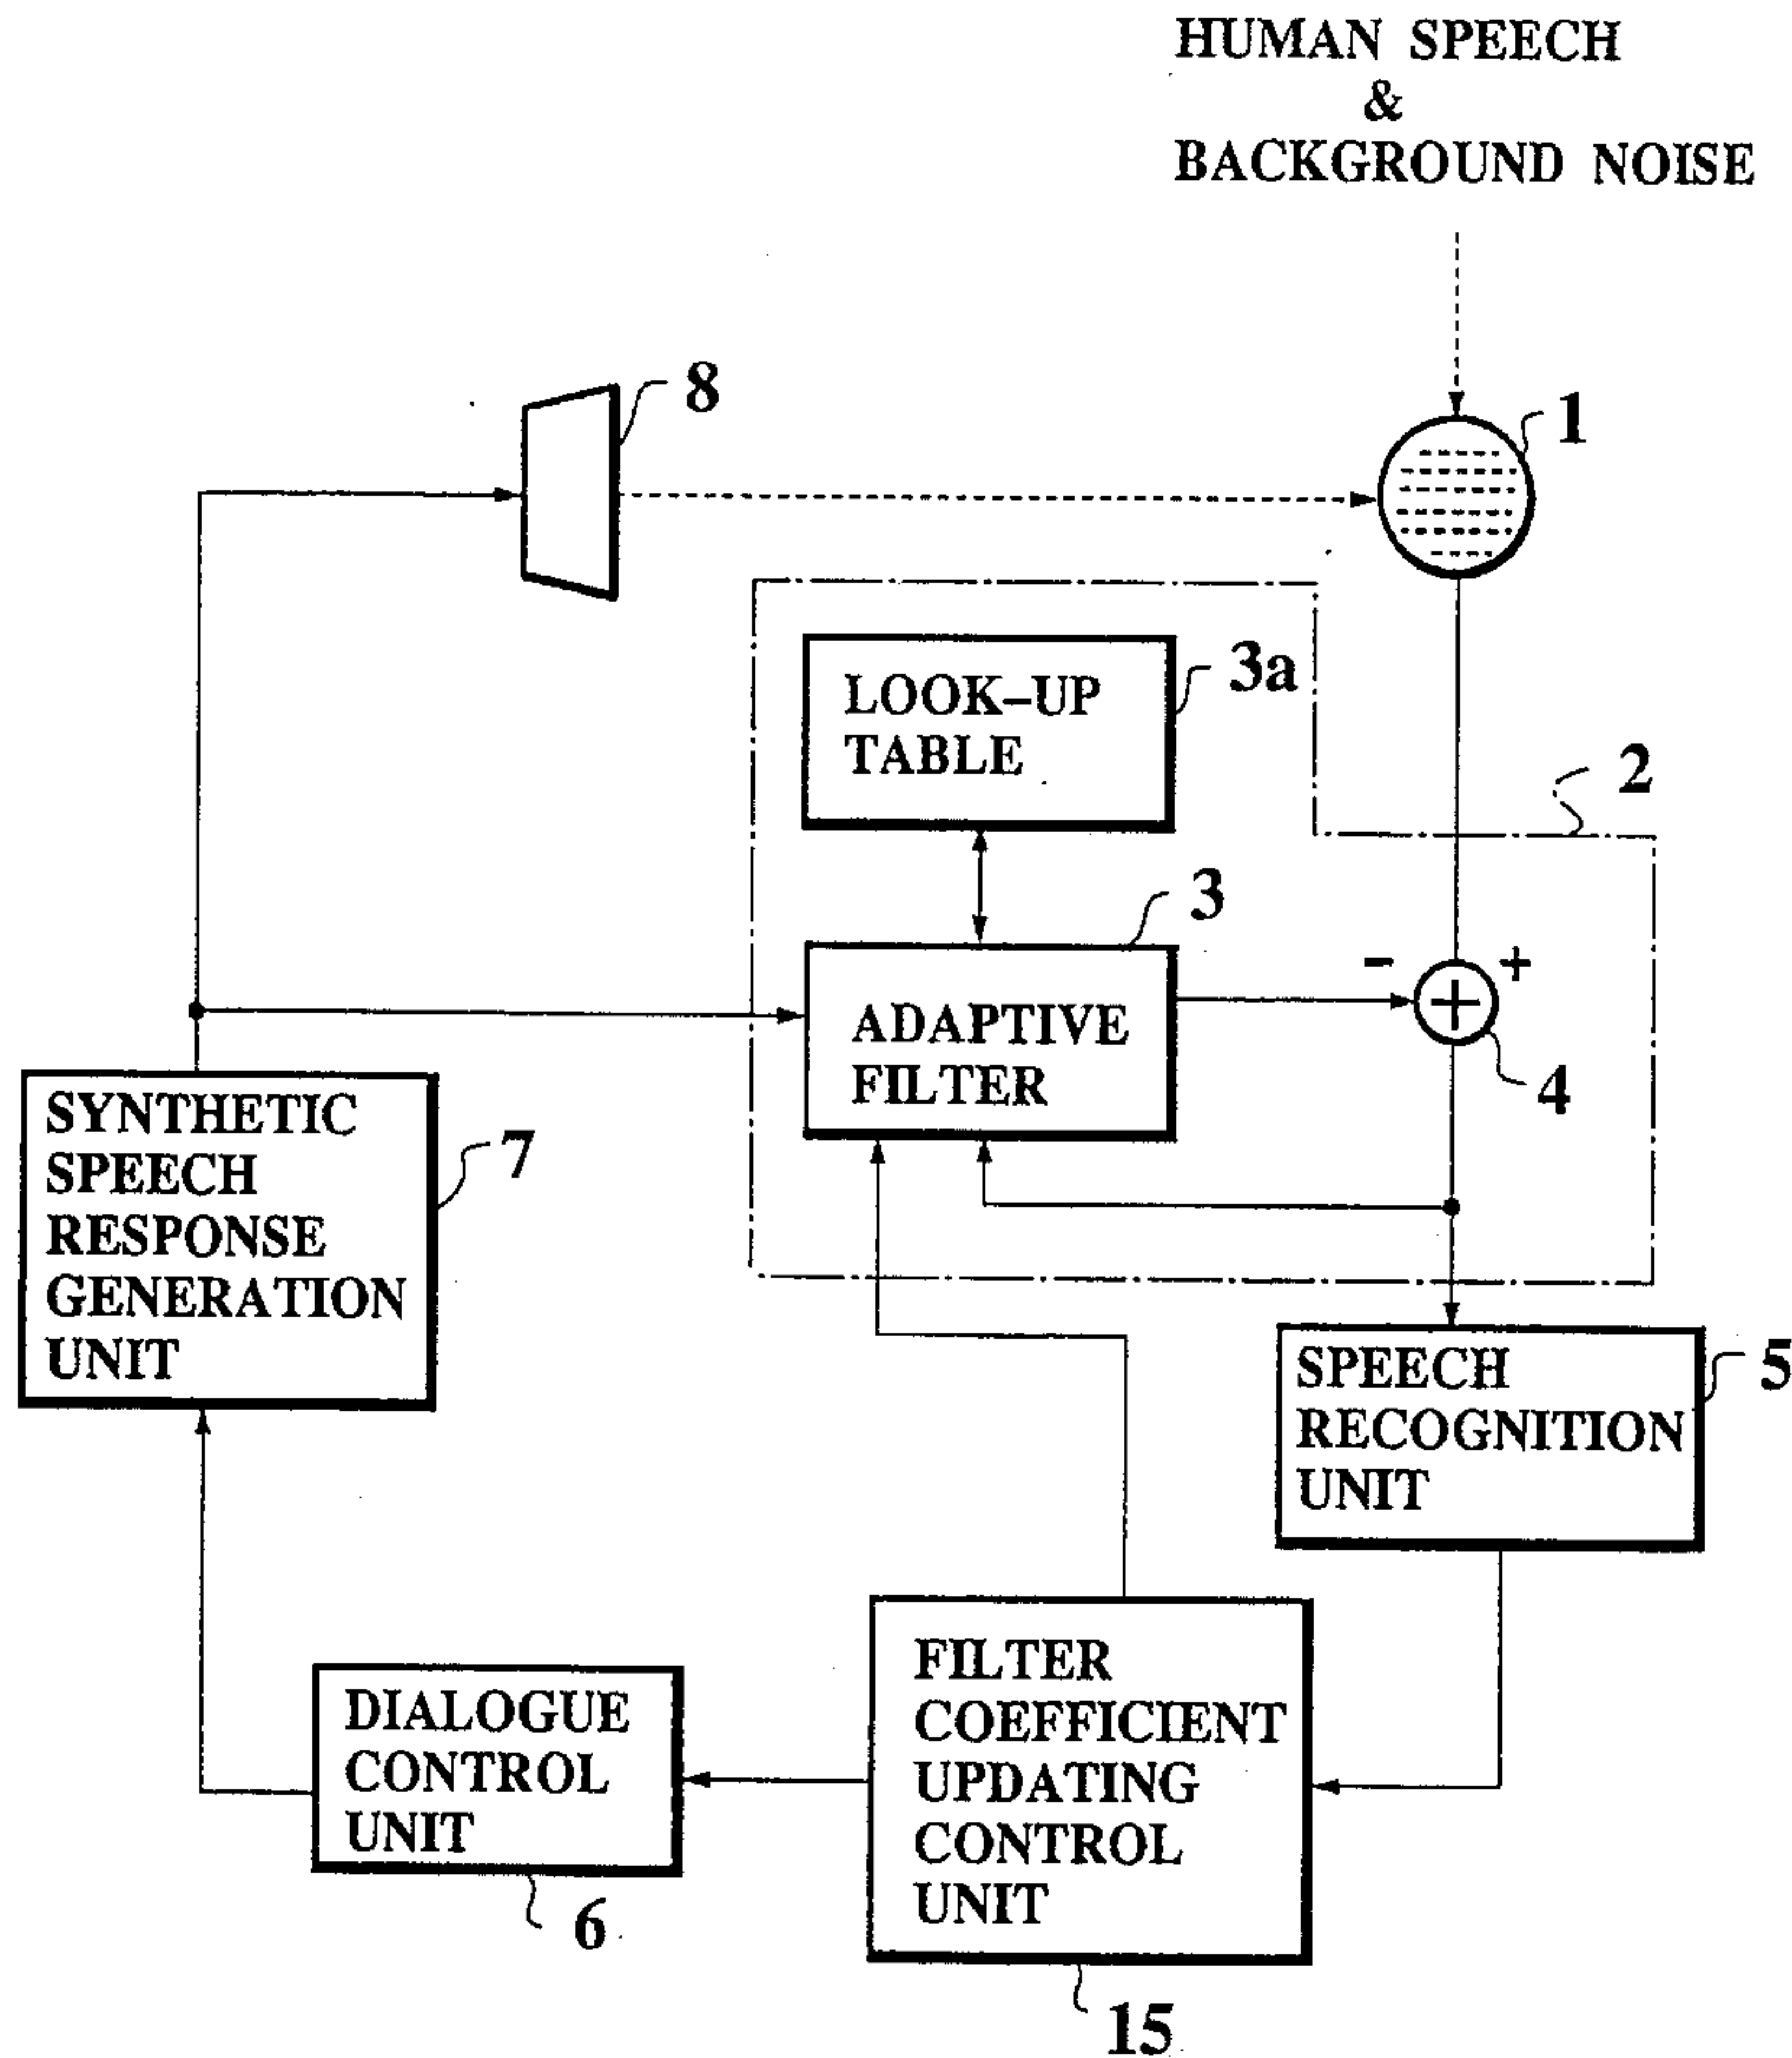 HUMAN SPEECH
&
BACKGROUND NOISE
8
1
LOOK-UP
TABLE
3a
2
3
- +
ADAPTIVE
FILTER
4
SYNTHETIC
SPEECH
RESPONSE
GENERATION
UNIT
7
SPEECH
RECOGNITION
UNIT
5
FILTER
COEFFICIENT
UPDATING
CONTROL
UNIT
DIALOGUE
CONTROL
UNIT
6
15